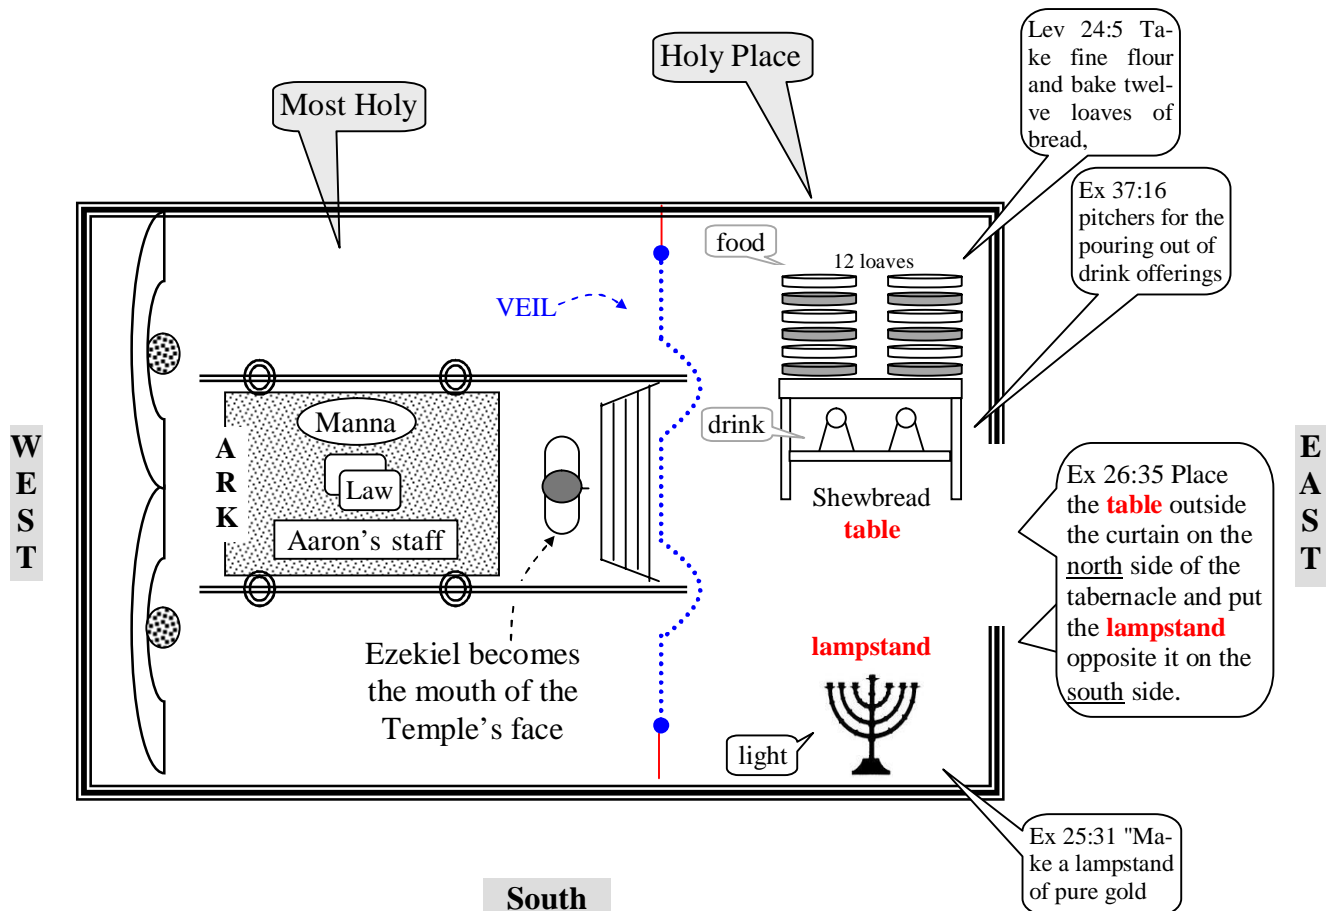 Lev 24:5 Ta-
ke fine flour
and bake twel-
ve loaves of
bread,
Holy Place
Most Holy
Ex 37:16
pitchers for the
pouring out of
drink offerings
food
12 loaves
VEIL
Manna
Law
Aaron's staff
A
R
K
drink
Shewbread
table
W
E
S
T
E
A
S
T
Ex 26:35 Place
the table outside
the curtain on the
north side of the
tabernacle and put
the lampstand
opposite it on the
south side.
Ezekiel becomes
the mouth of the
Temple's face
lampstand
light
Ex 25:31 "Ma-
ke a lampstand
of pure gold
South